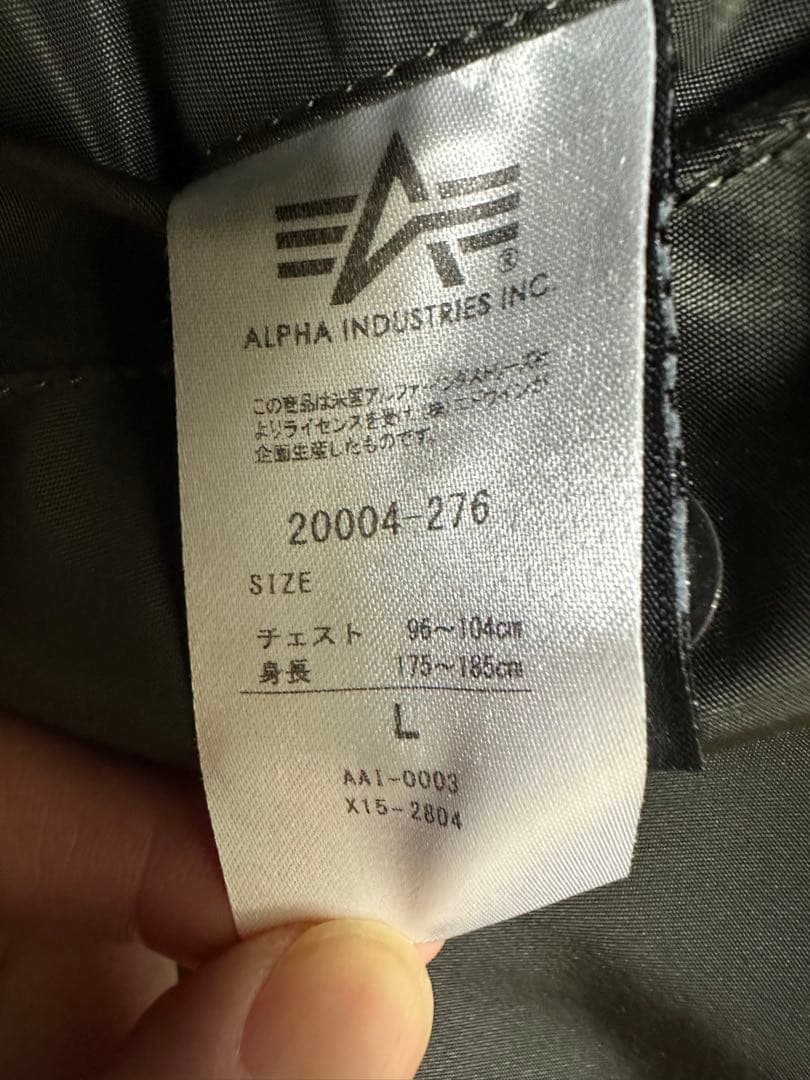 ®
ALPHA INDUSTRIES INC.
この商品は米国アルファ・インダストリーズ社
よりライセンスを受け(株)エドウインが
企画生産したものです。
20004-276
SIZE
チェスト 96～104cm
身長 175～185cm
L
AAI-0003
X15-2804